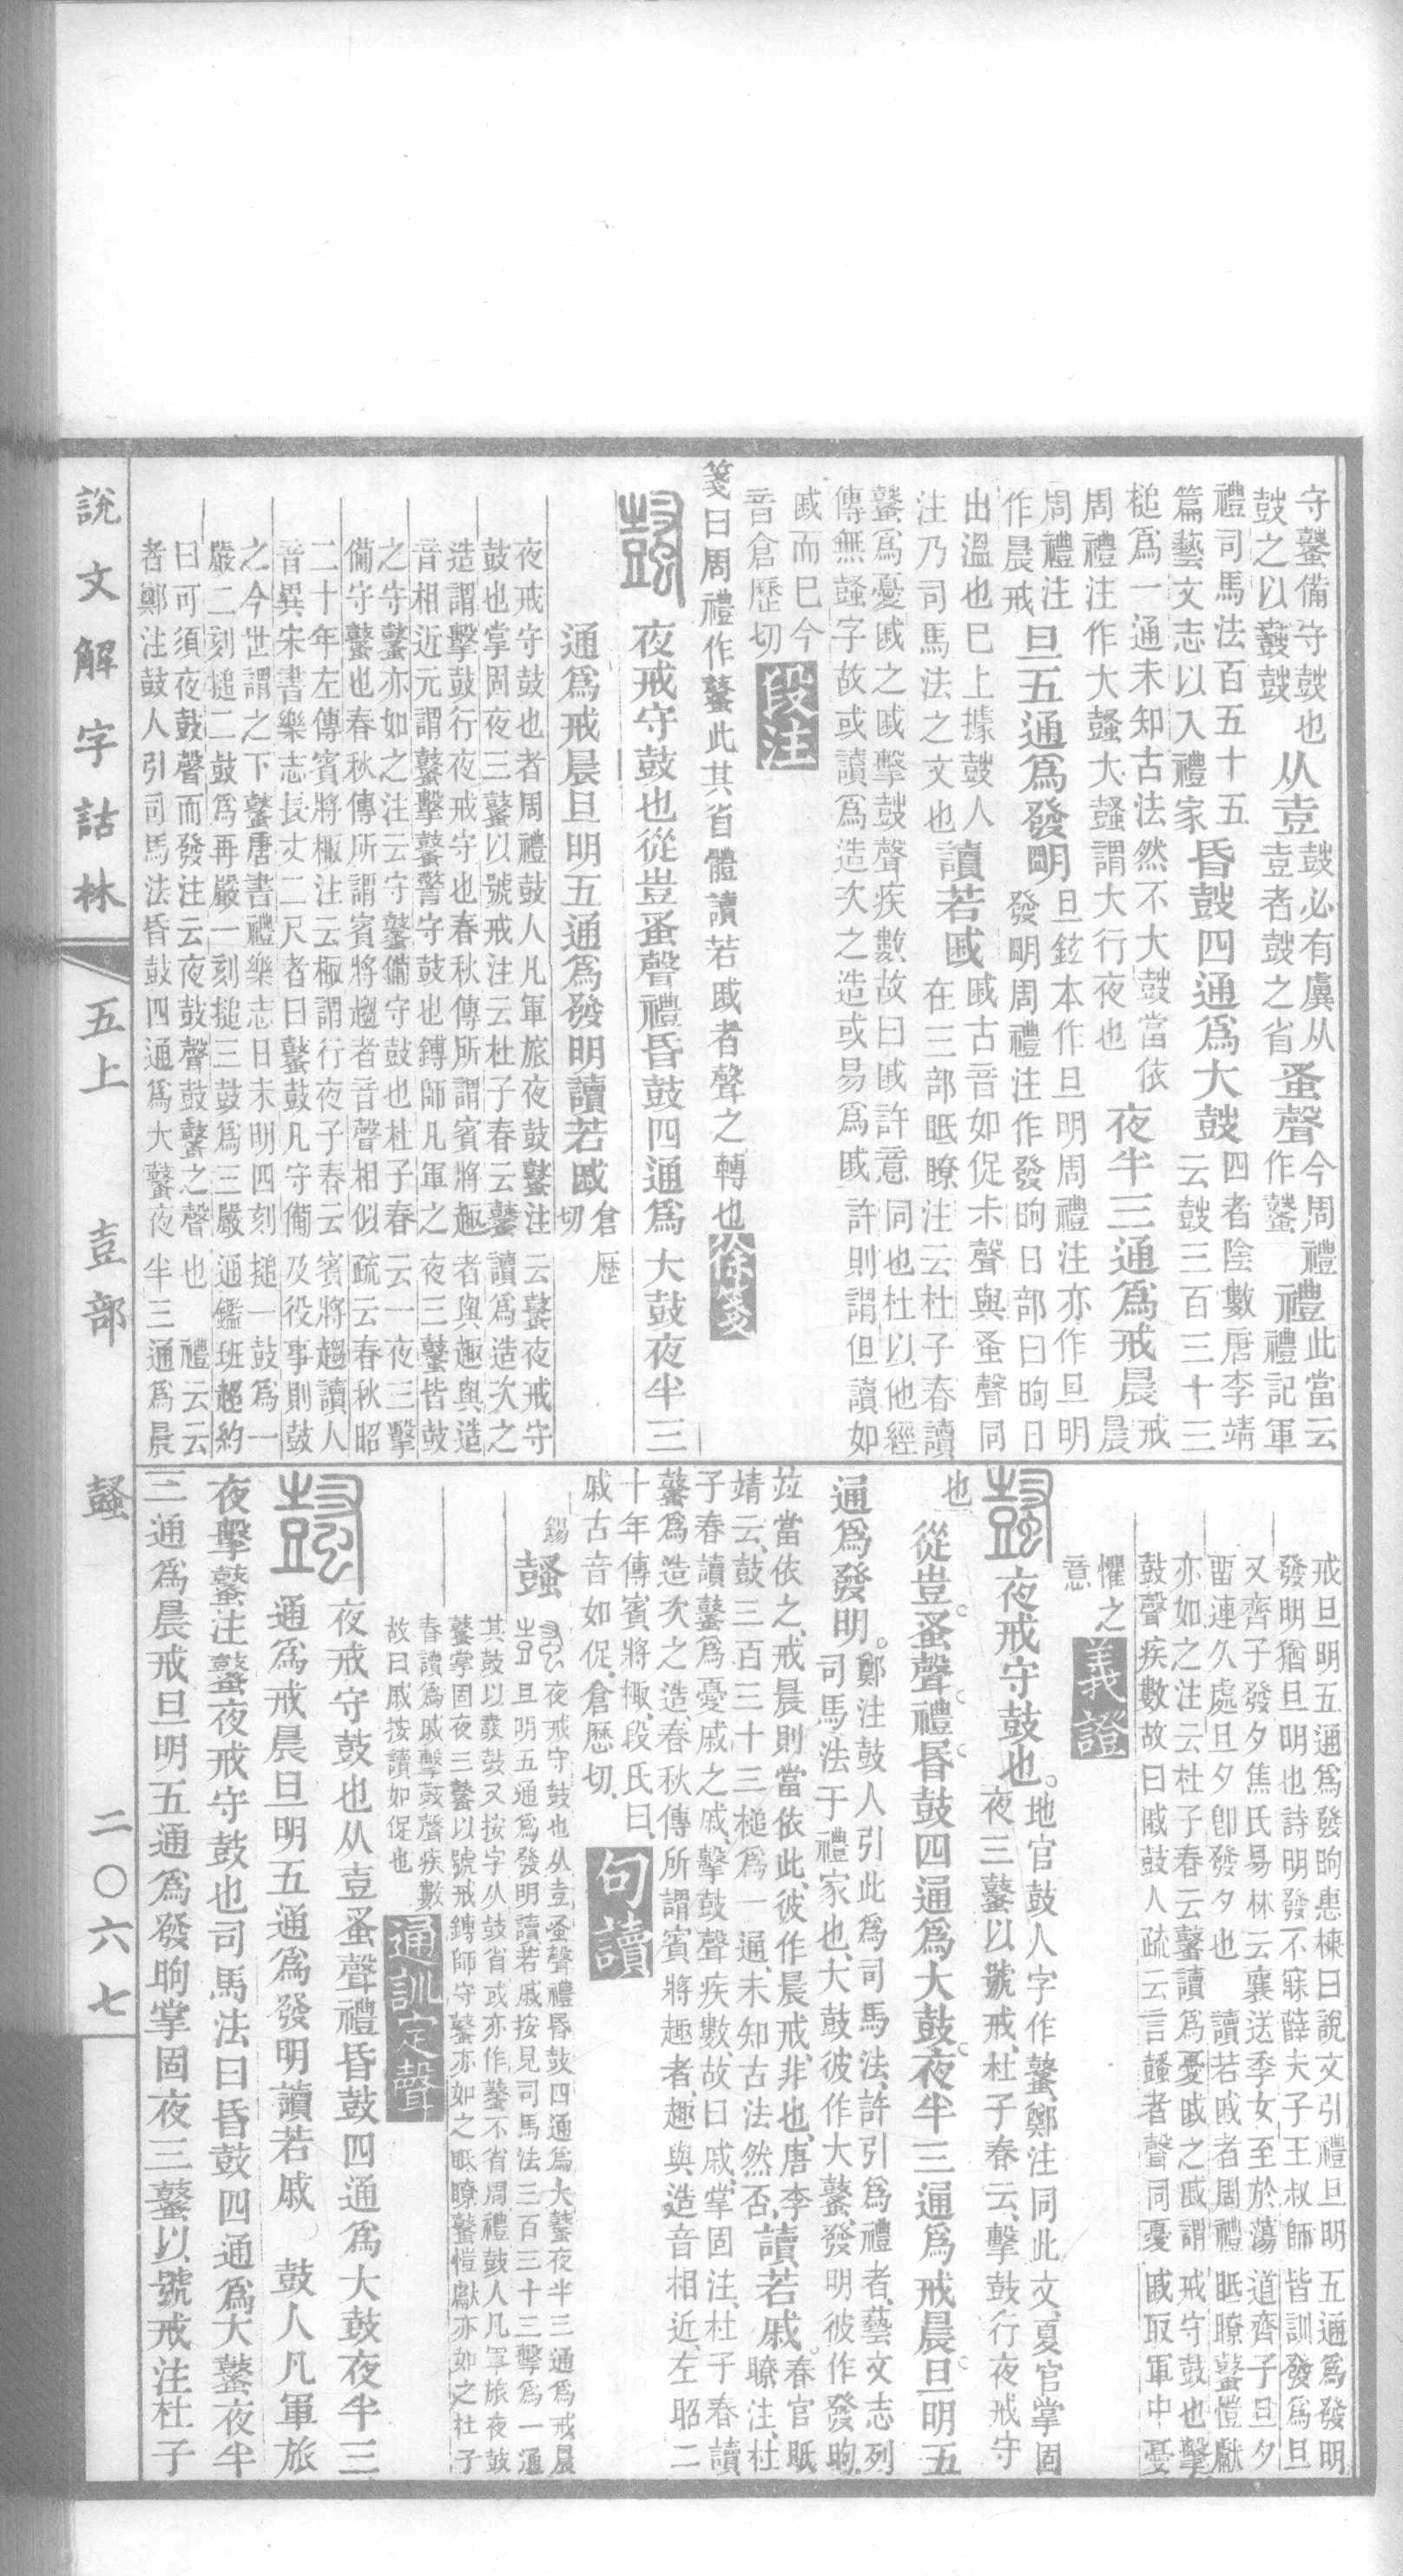 守鼜備守鼓也
鼓之以鼖鼓
从壴
鼓必有虞从
壴者鼓之省
蚤聲
今周禮
作鼜
禮
此當云
禮記軍
禮司馬法百五十五
篇藝文志以入禮家
昏鼓四通爲大鼓
四者陰數唐李靖
云鼓三百三十三
槌爲一通未知古法然不大鼓當依
周禮注作大鼜大鼜謂大行夜也
夜半三通爲戒晨
戒
晨
周禮注
作晨戒
旦五通爲發明
旦鉉本作旦明周禮注亦作旦明
發明周禮注作發昫日部曰昫日
出溫也已上據鼓人
注乃司馬法之文也
讀若戚
戚古音如促尗聲與蚤聲同
在三部眡瞭注云杜子春讀
鼜爲憂戚之戚擊鼓聲疾數故曰戚許意同也杜以他經
傳無鼜字故或讀爲造次之造或易爲戚許則謂但讀如
戚而已今
音倉歷切
段注
箋曰周禮作鼜此其省體讀若戚者聲之轉也徐箋
夜戒守鼓也從豈蚤聲禮昏鼓四通爲大鼓夜半三
通爲戒晨旦明五通爲發明讀若戚
倉歷
切
夜戒守鼓也者周禮鼓人凡軍旅夜鼓鼜注云鼜夜戒守
鼓也掌固夜三鼜以號戒注云杜子春云鼜讀爲造次之
造謂擊鼓行夜戒守也春秋傳所謂賓將趣者與趣與造
音相近元謂鼜擊鼜警守鼓也鎛師凡軍之夜三鼜皆鼓
之守鼜亦如之注云守鼜備守鼓也杜子春云一夜三擊
備守鼜也春秋傳所謂賓將趨者音聲相似疏云春秋昭
二十年左傳賓將掫注云掫謂行夜子春云賓將趨讀人
音異宋書樂志長丈二尺者曰鼜鼓凡守備及役事則鼓
之今世謂之下鼜唐書禮樂志日未明四刻搥一鼓爲一
嚴二刻搥二鼓爲再嚴一刻搥三鼓爲三嚴通鑑班超約
曰可須夜鼓聲而發注云夜鼓聲鼓鼜之聲也禮云云
者鄭注鼓人引司馬法昏鼓四通爲大鼜夜半三通爲晨
說文解字詁林
五上
壴部
鼜
二〇六七
戒旦明五通爲發昫惠棟曰說文引禮旦明五通爲發明
發明猶旦明也詩明發不寐薛夫子王叔師皆訓發爲旦
又齊子發夕焦氏易林云襄送季女至於蕩道齊子旦夕
畱連久處旦夕卽發夕也讀若戚者周禮眡瞭鼜愷獻
亦如之注云杜子春云鼜讀爲憂戚之戚謂戒守鼓也擊
鼓聲疾數故曰戚鼓人疏云言鼜者聲同憂戚取軍中憂
懼之
意
義證
夜戒守鼓也。
地官鼓人字作鼜鄭注同此文夏官掌固
夜三鼜以號戒杜子春云擊鼓行夜戒守
也
從豈。蚤聲。禮。昏鼓四通爲大鼓。夜半三通爲戒晨。旦明五
通爲發明。
鄭注鼓人引此爲司馬法許引爲禮者藝文志列
司馬法于禮家也大鼓彼作大鼜發明彼作發昫
竝當依之戒晨則當依此彼作晨戒非也唐李
靖云鼓三百三十三槌爲一通未知古法然否
讀若戚。
春官眡
瞭注杜
子春讀鼜爲憂戚之戚擊鼓聲疾數故曰戚掌固注杜子春讀
鼜爲造次之造春秋傳所謂賓將趣者趣與造音相近左昭二
十年傳賓將掫段氏曰
戚古音如促倉歷切
句讀
鼜
夜戒守鼓也从壴蚤聲禮昏鼓四通爲大鼜夜半三通爲戒晨
旦明五通爲發明讀若戚按見司馬法三百三十三擊爲一通
其鼓以鼖鼓又按字从鼓省或亦作鼜不省周禮鼓人凡軍旅夜鼓
鼜掌固夜三鼜以號戒鎛師守鼜亦如之眡瞭鼜愷獻亦如之杜子
春讀爲戚擊鼓聲疾數
故曰戚按讀如促也
通訓定聲
夜戒守鼓也从壴蚤聲禮昏鼓四通爲大鼓夜半三
通爲戒晨旦明五通爲發明讀若戚
鼓人凡軍旅
夜擊鼜注鼜夜戒守鼓也司馬法曰昏鼓四通爲大鼜夜半
三通爲晨戒旦明五通爲發昫掌固夜三鼜以號戒注杜子